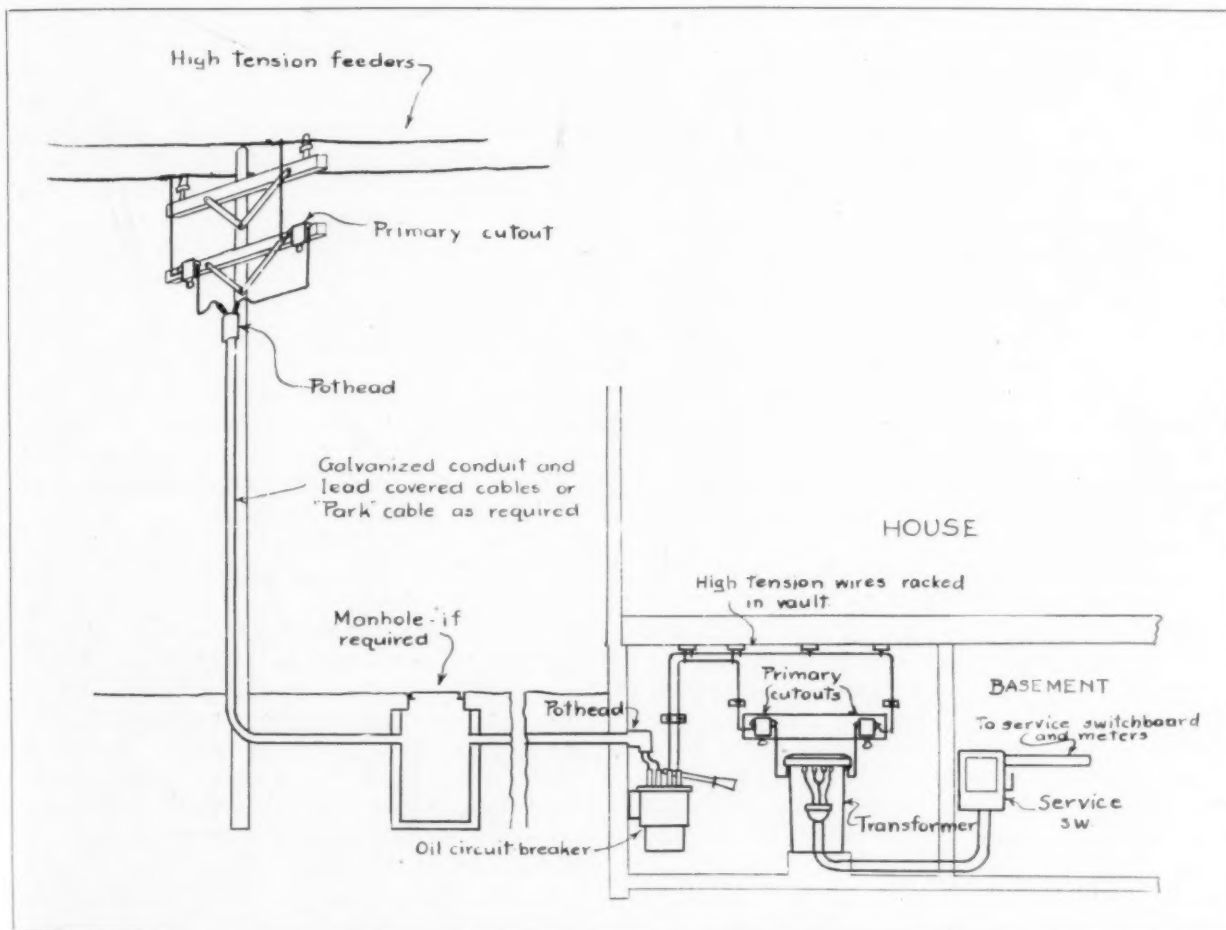 High tension feeders
Primary cutout
Pothead
Galvanized conduit and
lead covered cables or
"Park" cable as required
HOUSE
High tension wires racked
in vault
Manhole-if
required
Primary
cutouts
BASEMENT
Pothead
To service switchboard
and meters
Service
sw.
Transformer
Oil circuit breaker